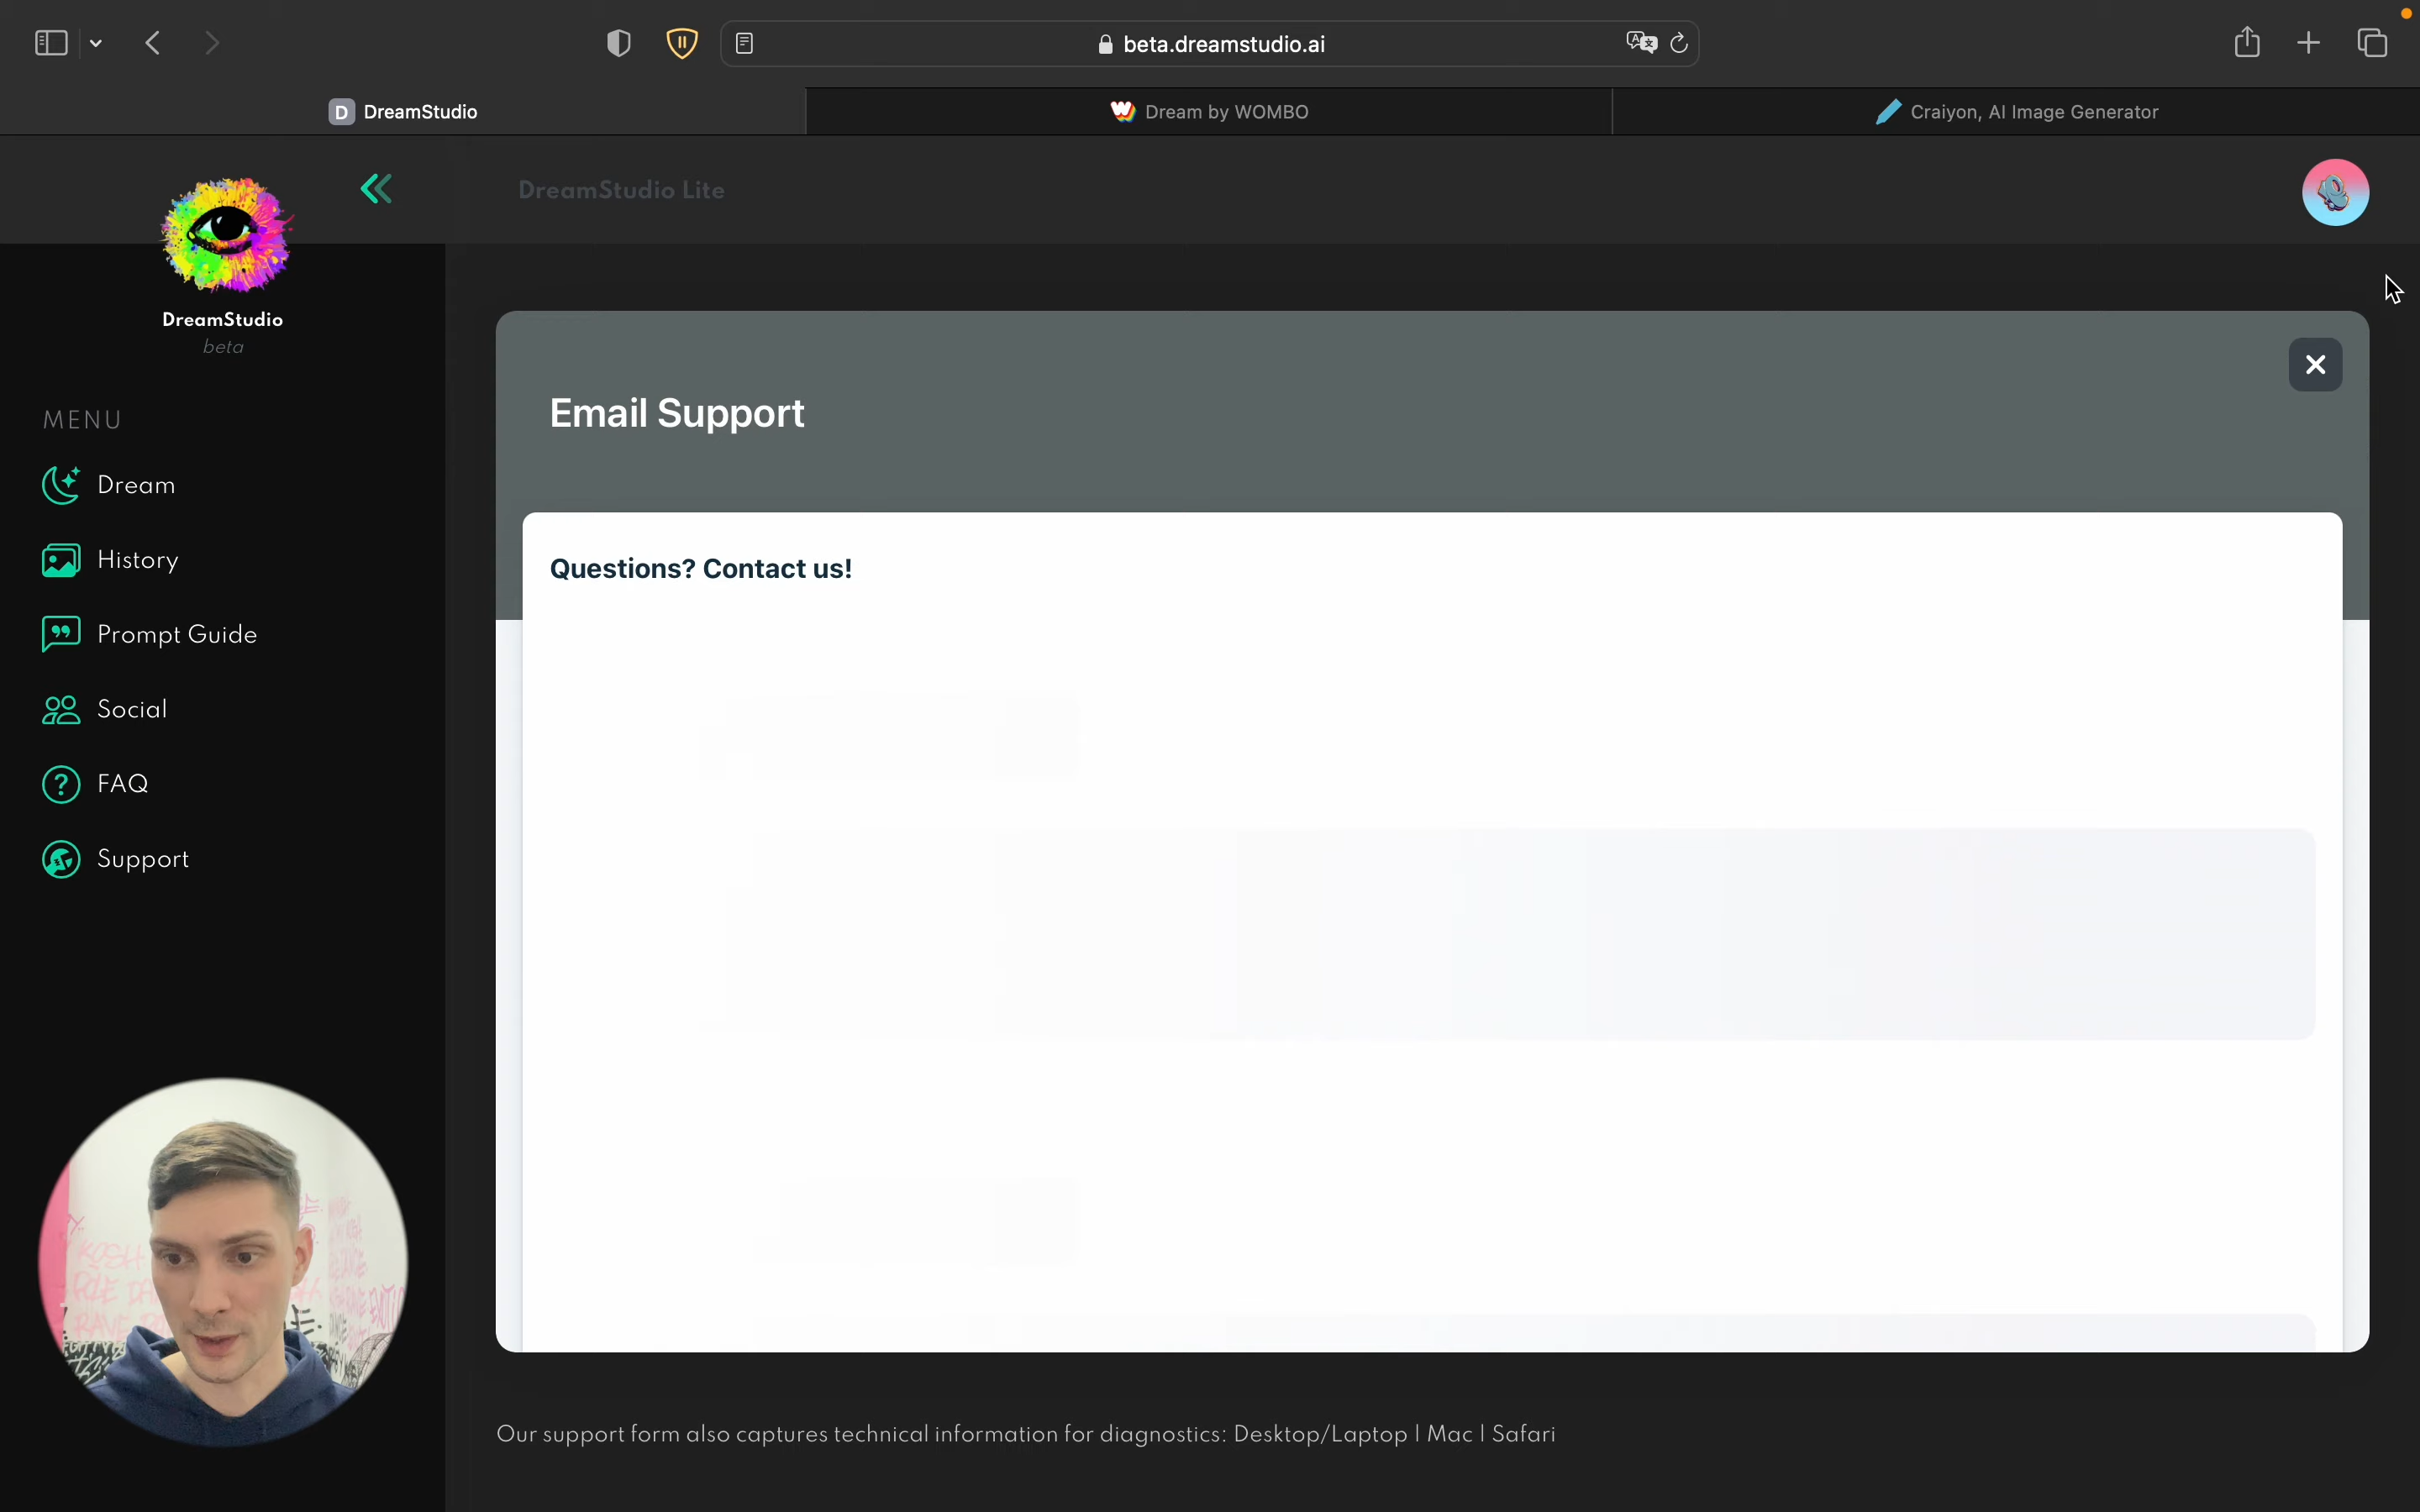 beta.dreamstudio.ai
D DreamStudio
Dream by WOMBO
Craiyon, AI Image Generator
DreamStudio Lite
DreamStudio
beta
MENU
Dream
History
Prompt Guide
Social
FAQ
Support
Email Support
Questions? Contact us!
Our support form also captures technical information for diagnostics: Desktop/Laptop | Mac | Safari